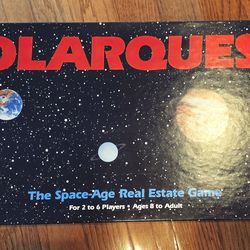 OLARQUES
The Space-Age Real Estate Game
For 2 to 6 Players • Ages 8 to Adult